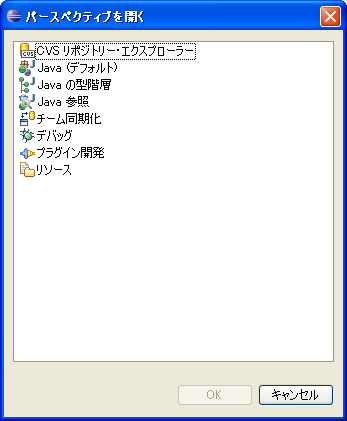 パースペクティブを開く
CVS リポジトリー・エクスプローラー
Java (デフォルト)
Java の型階層
Java 参照
チーム同期化
デバッグ
プラグイン開発
リソース
OK
キャンセル